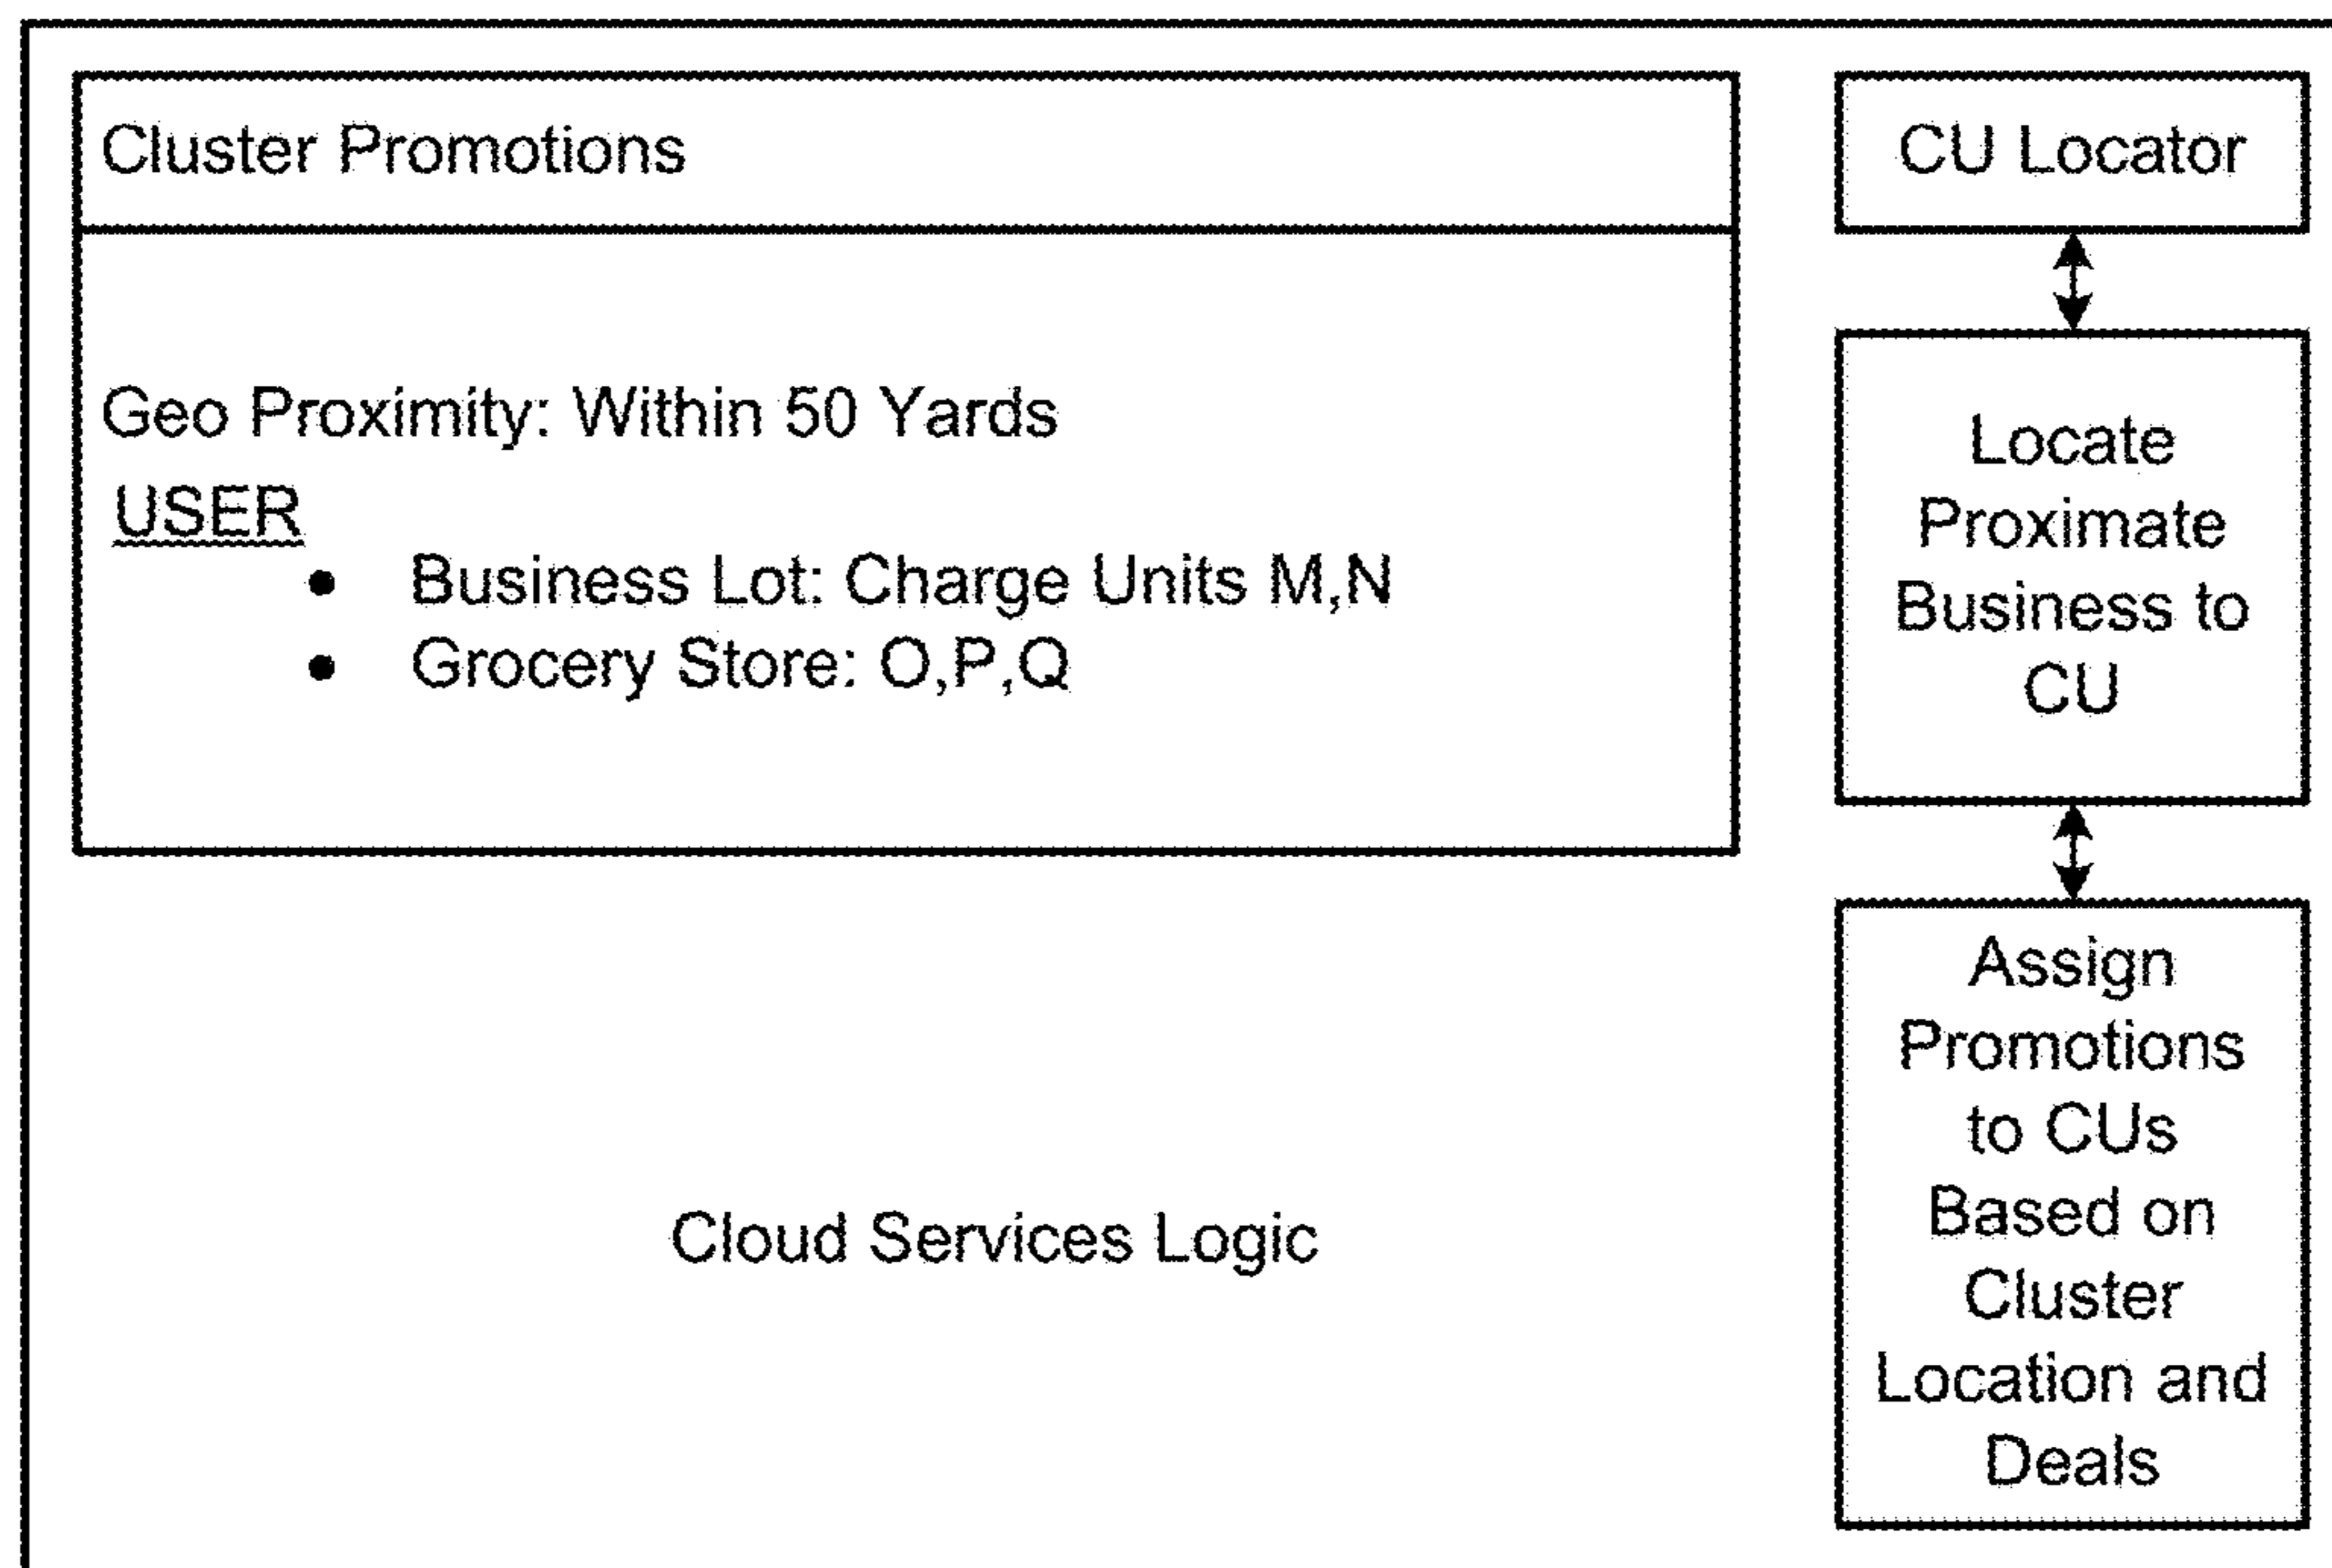 Cluster Promotions
Geo Proximity: Within 50 Yards
USER
• Business Lot: Charge Units M,N
• Grocery Store: O,P,Q
Cloud Services Logic
CU Locator
Locate
Proximate
Business to
CU
Assign
Promotions
to CUs
Based on
Cluster
Location and
Deals